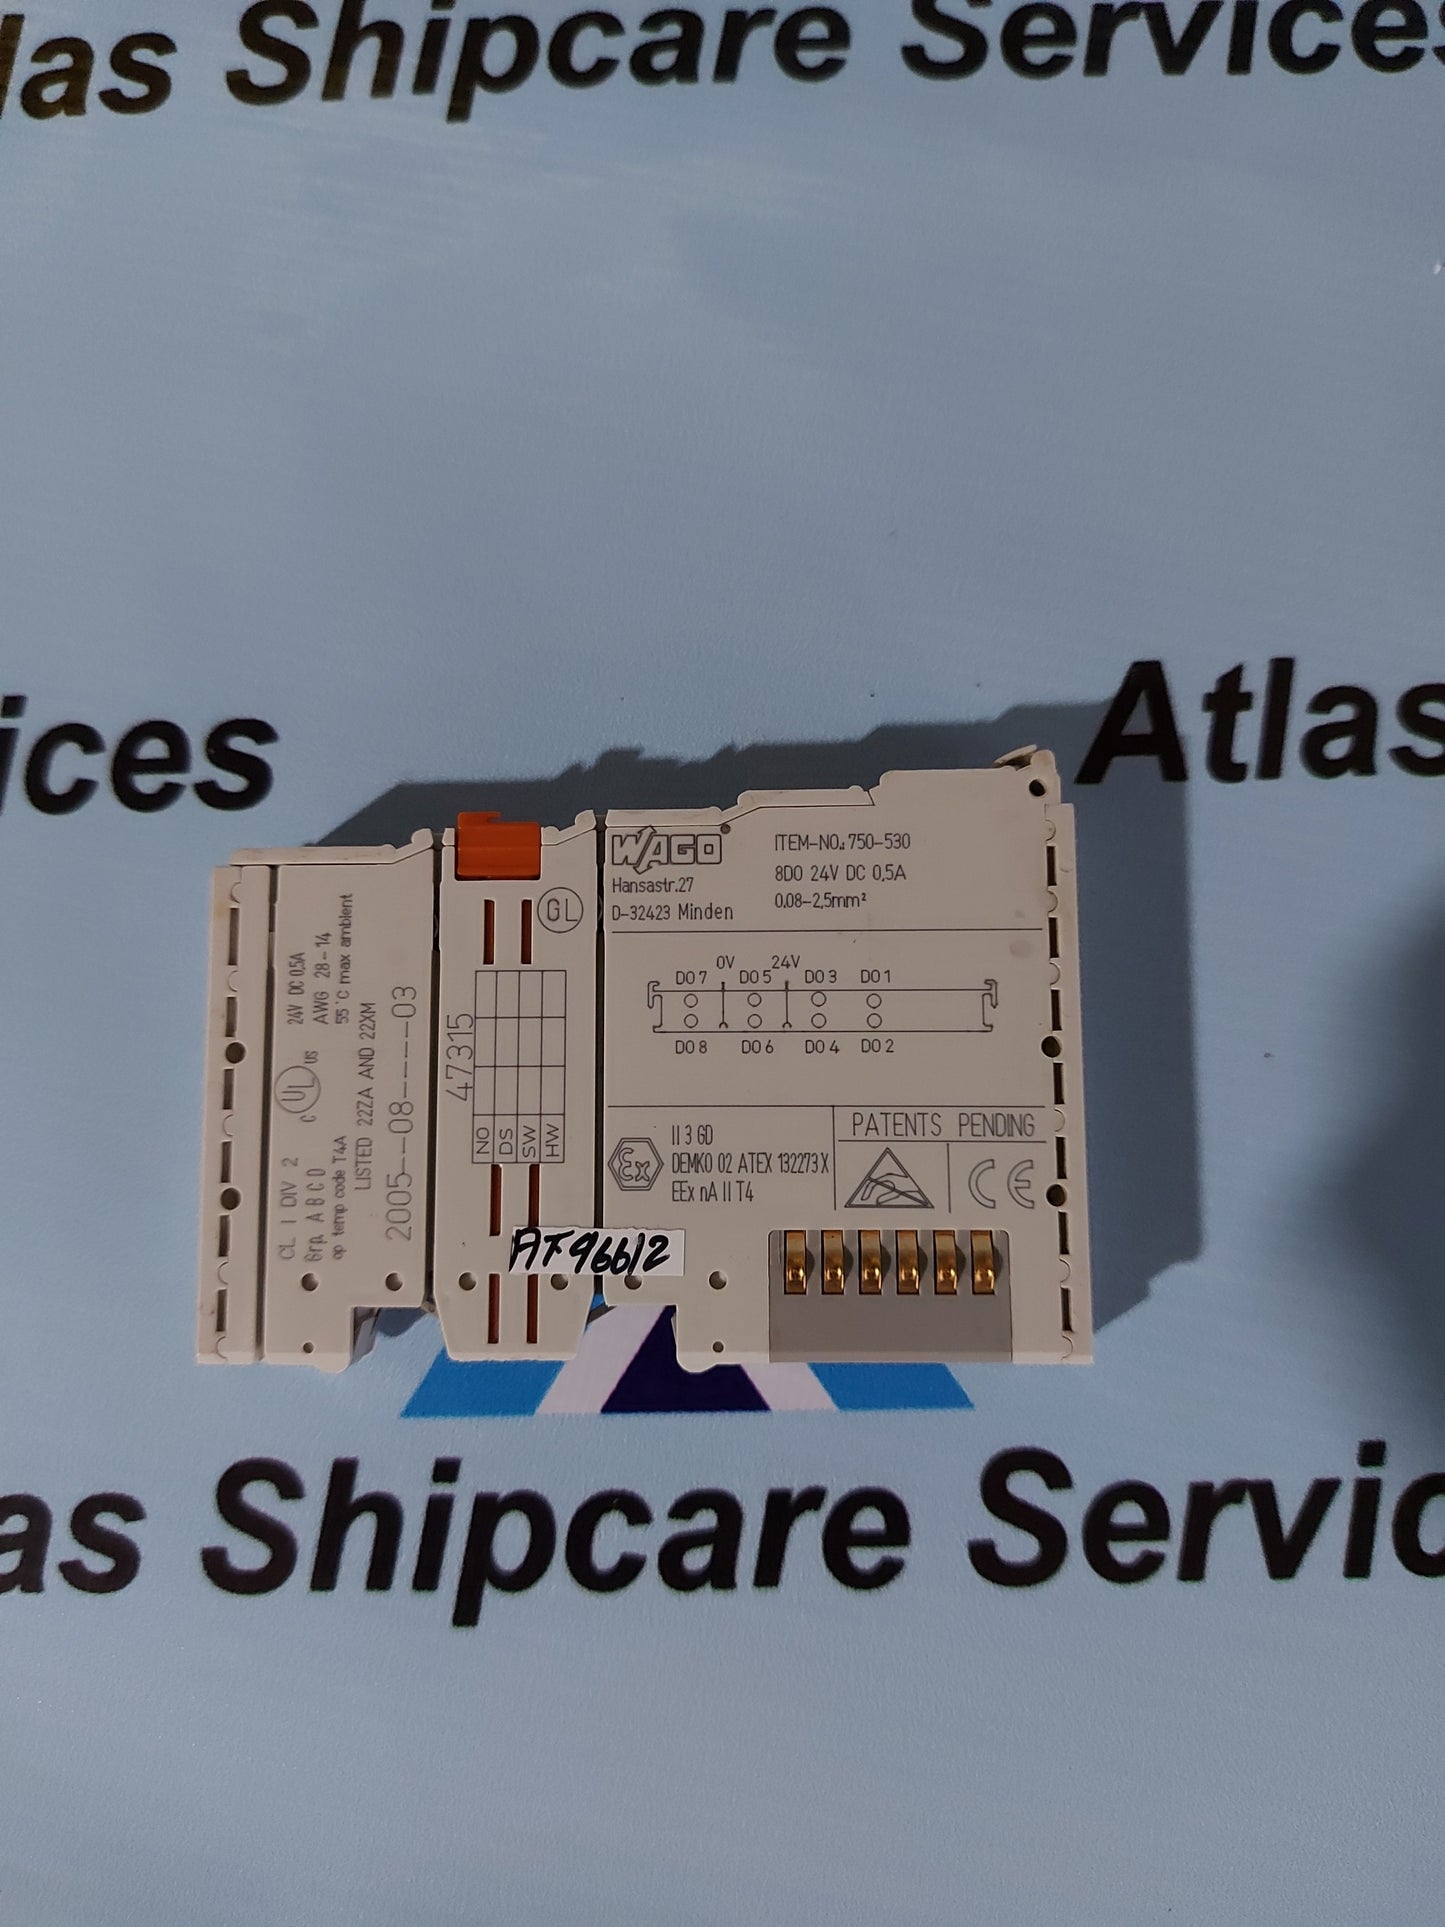 las Shipcare Services
ices
Atlas
WAGO
Hansastr.27
D-32423 Minden
ITEM-NO.: 750-530
8DO 24V DC 0,5A
0,08-2,5mm²
0V 24V
DO 7 DO 5 DO 3 DO 1
DO 8 DO 6 DO 4 DO 2
II 3 GD
DEMKO 02 ATEX 132273 X
EEx nA II T4
Ex
PATENTS PENDING
CE
GL
47315
NO
DS
SW
HW
CL I DIV 2
Grp. A B C D
op temp code T4A
c UL us
24V DC 0,5A
AWG 28-14
55°C max ambient
LISTED 22ZA AND 22XM
2005--08----03
AT96612
as Shipcare Servic